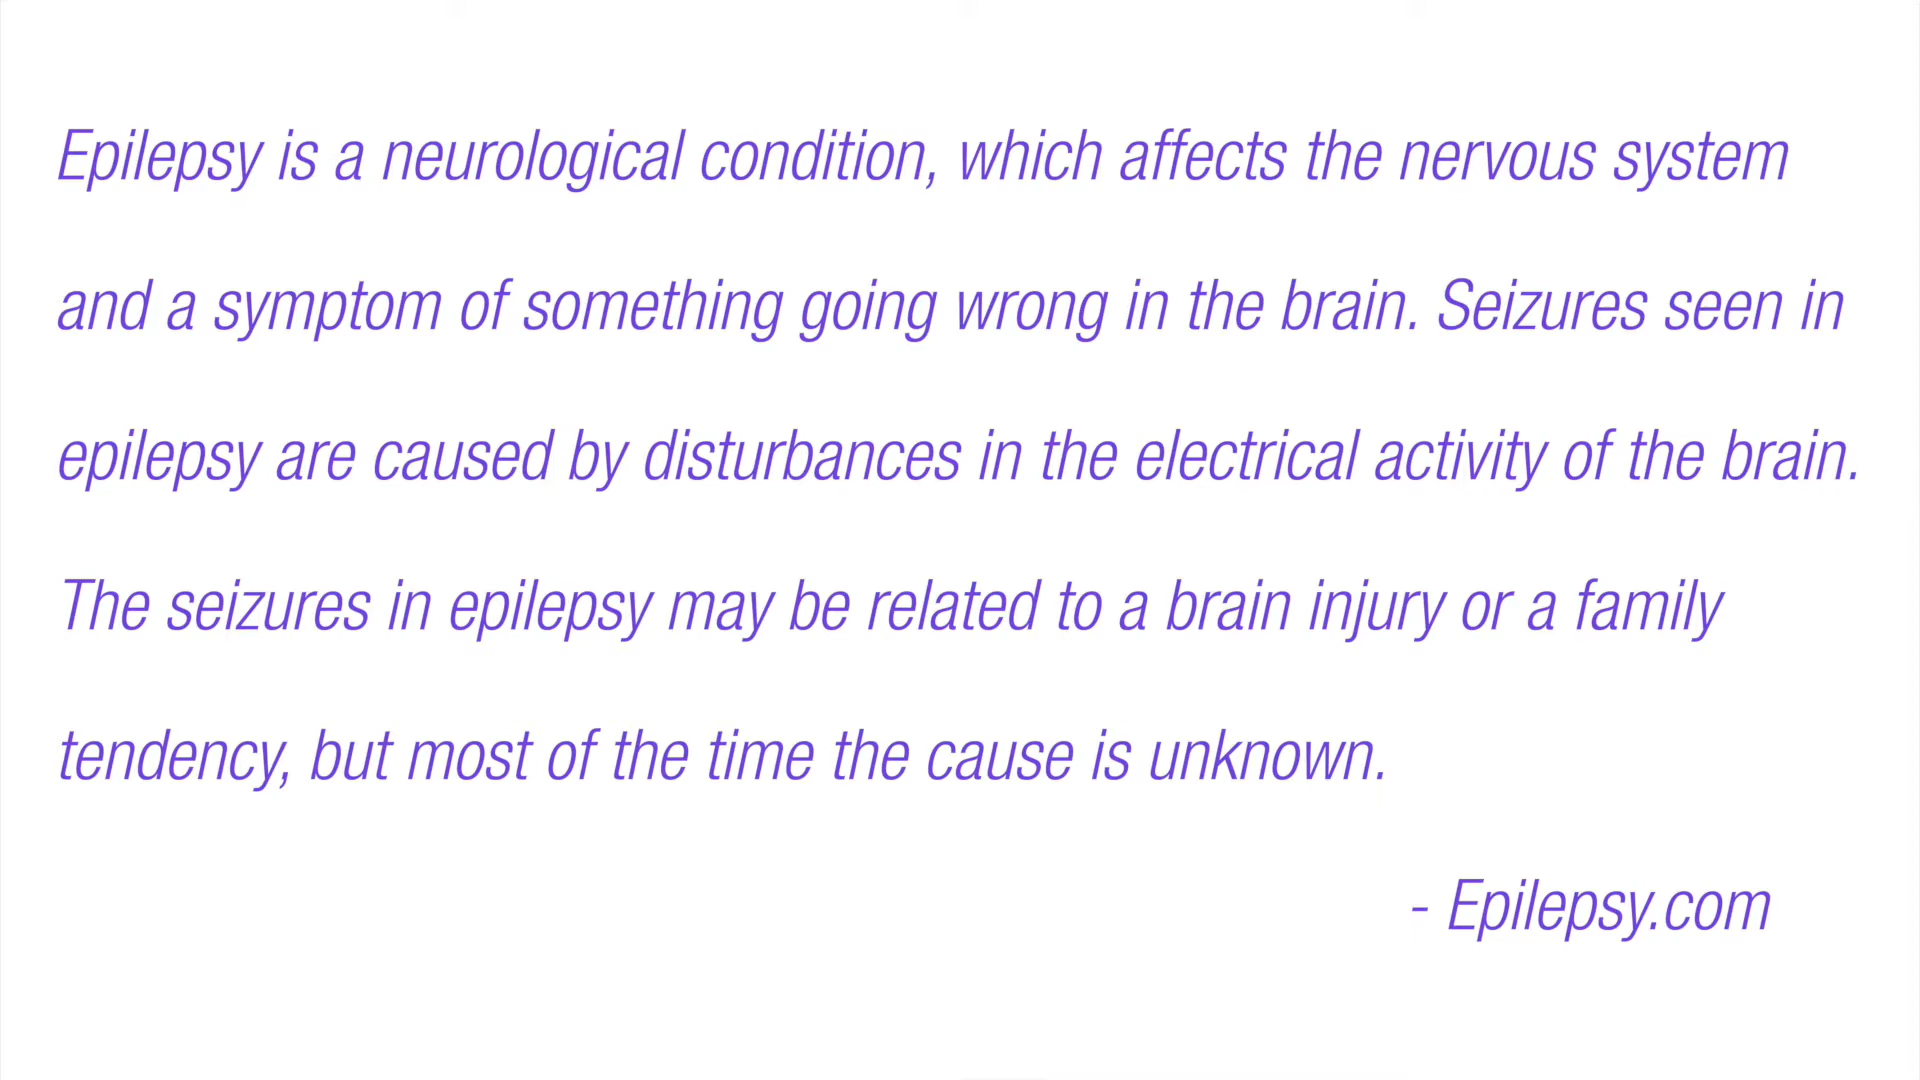 Epilepsy is a neurological condition, which affects the nervous system
and a symptom of something going wrong in the brain. Seizures seen in
epilepsy are caused by disturbances in the electrical activity of the brain.
The seizures in epilepsy may be related to a brain injury or a family
tendency, but most of the time the cause is unknown.
- Epilepsy.com